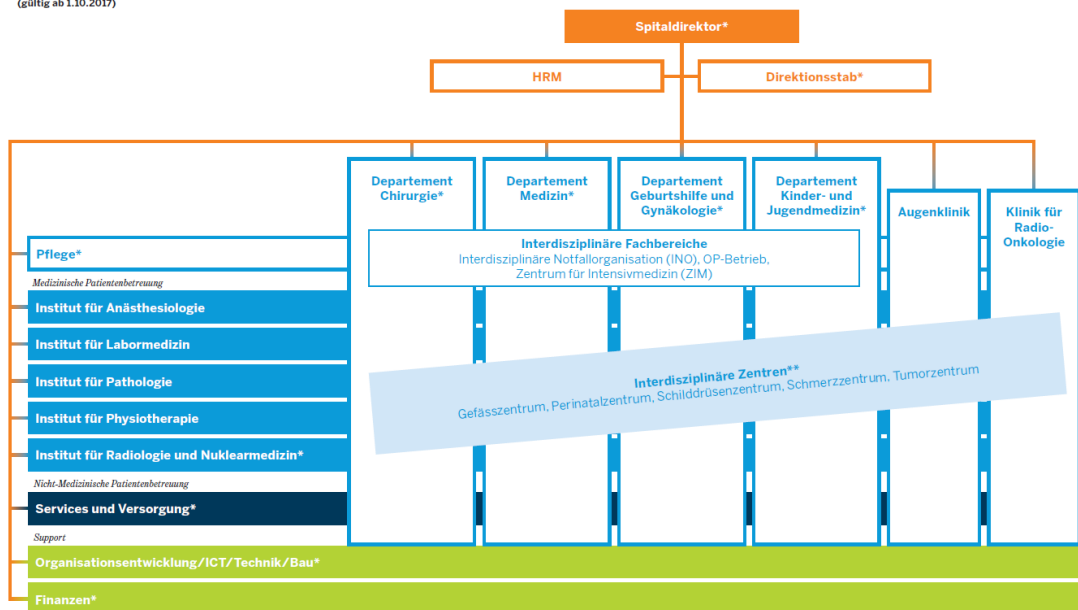 (gültig ab 1.10.2017)
Spitaldirektor*
HRM
Direktionsstab*
Departement
Chirurgie*
Departement
Medizin*
Departement
Geburtshilfe und
Gynäkologie*
Departement
Kinder- und
Jugendmedizin*
Augenklinik
Klinik für
Radio-
Onkologie
Pflege*
Interdisziplinäre Fachbereiche
Interdisziplinäre Notfallorganisation (INO), OP-Betrieb,
Zentrum für Intensivmedizin (ZIM)
Medizinische Patientenbetreuung
Institut für Anästhesiologie
Institut für Labormedizin
Institut für Pathologie
Interdisziplinäre Zentren**
Gefässzentrum, Perinatalzentrum, Schilddrüsenzentrum, Schmerzzentrum, Tumorzentrum
Institut für Physiotherapie
Institut für Radiologie und Nuklearmedizin*
Nicht-Medizinische Patientenbetreuung
Services und Versorgung*
Support
Organisationsentwicklung/ICT/Technik/Bau*
Finanzen*